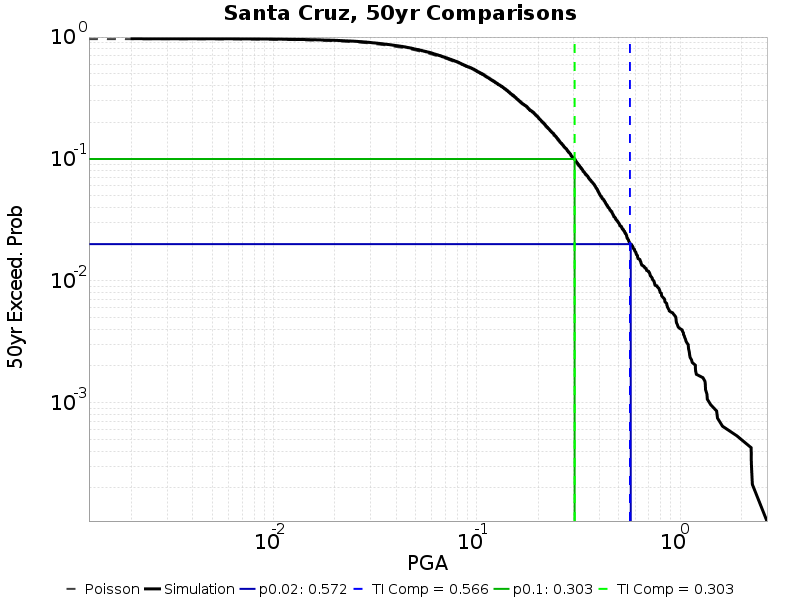 Santa Cruz, 50yr Comparisons
10^0
10^-1
10^-2
10^-3
50yr Exceed. Prob
10^-2 10^-1 10^0
PGA
Poisson Simulation p0.02: 0.572 TI Comp = 0.566 p0.1: 0.303 TI Comp = 0.303